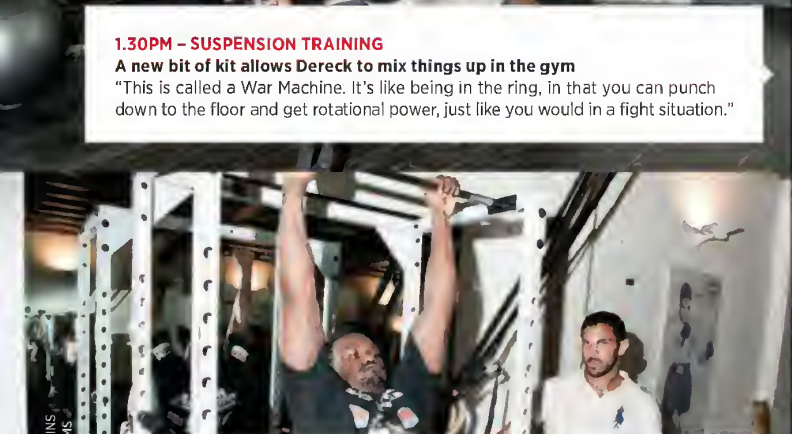 1.30PM – SUSPENSION TRAINING
A new bit of kit allows Dereck to mix things up in the gym
“This is called a War Machine. It’s like being in the ring, in that you can punch
down to the floor and get rotational power, just like you would in a fight situation.”